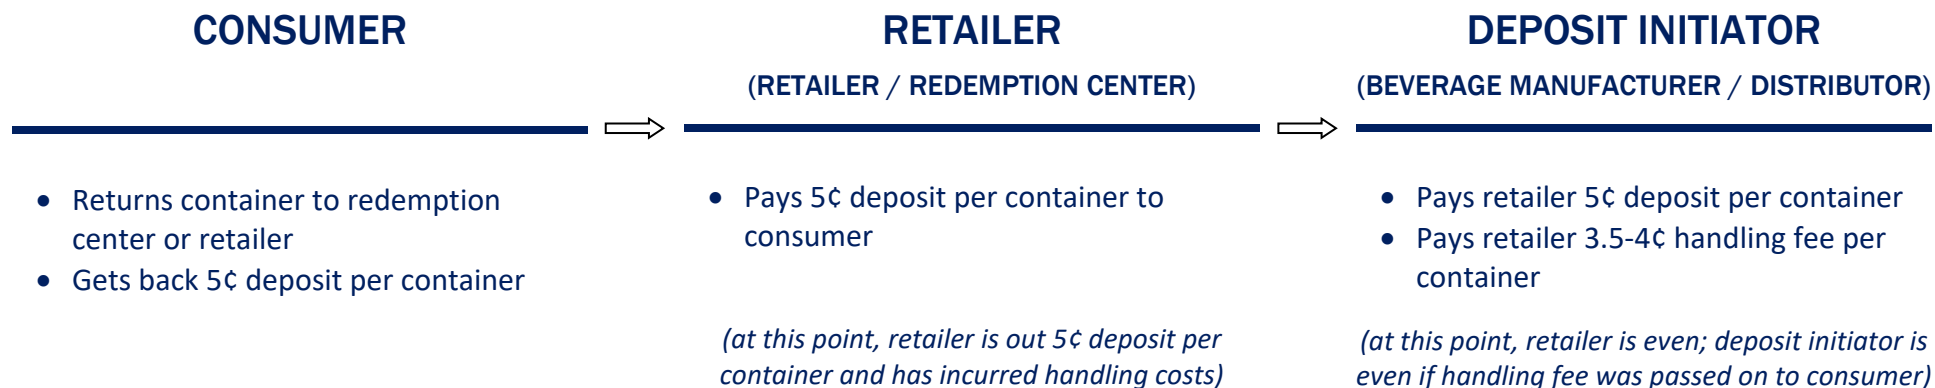 CONSUMER
• Returns container to redemption
center or retailer
• Gets back 5¢ deposit per container
RETAILER
(RETAILER / REDEMPTION CENTER)
• Pays 5¢ deposit per container to
consumer
(at this point, retailer is out 5¢ deposit per
container and has incurred handling costs)
DEPOSIT INITIATOR
(BEVERAGE MANUFACTURER / DISTRIBUTOR)
• Pays retailer 5¢ deposit per container
• Pays retailer 3.5-4¢ handling fee per
container
(at this point, retailer is even; deposit initiator is
even if handling fee was passed on to consumer)